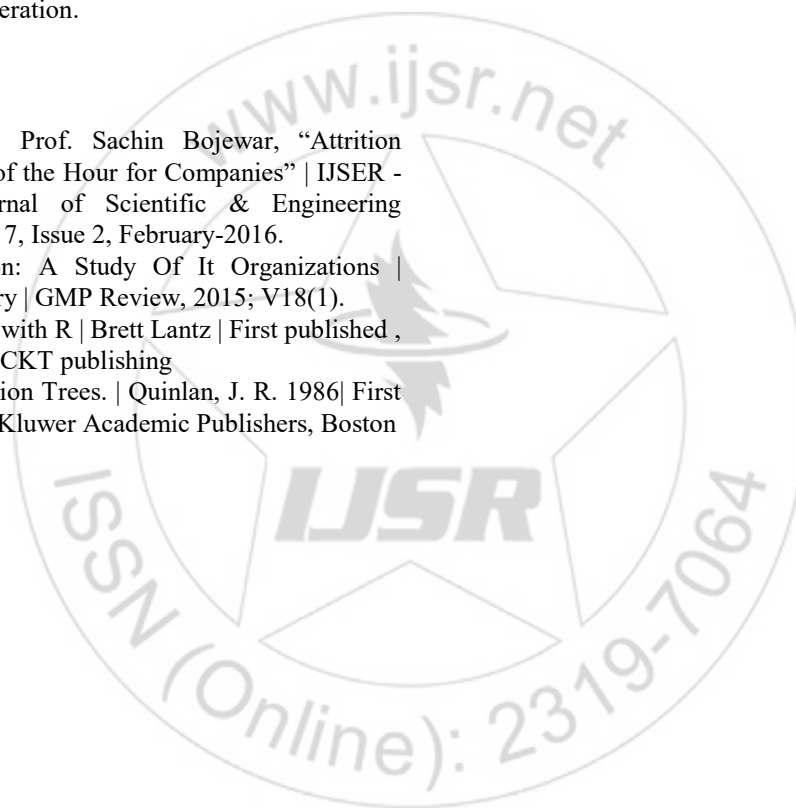 eration.
Prof. Sachin Bojewar, “Attrition
of the Hour for Companies” | IJSER -
rnal of Scientific & Engineering
7, Issue 2, February-2016.
on: A Study Of It Organizations |
ry | GMP Review, 2015; V18(1).
with R | Brett Lantz | First published ,
CKT publishing
ion Trees. | Quinlan, J. R. 1986| First
Kluwer Academic Publishers, Boston
www.ijsr.net
IJSR
ISSN (Online): 2319-7064